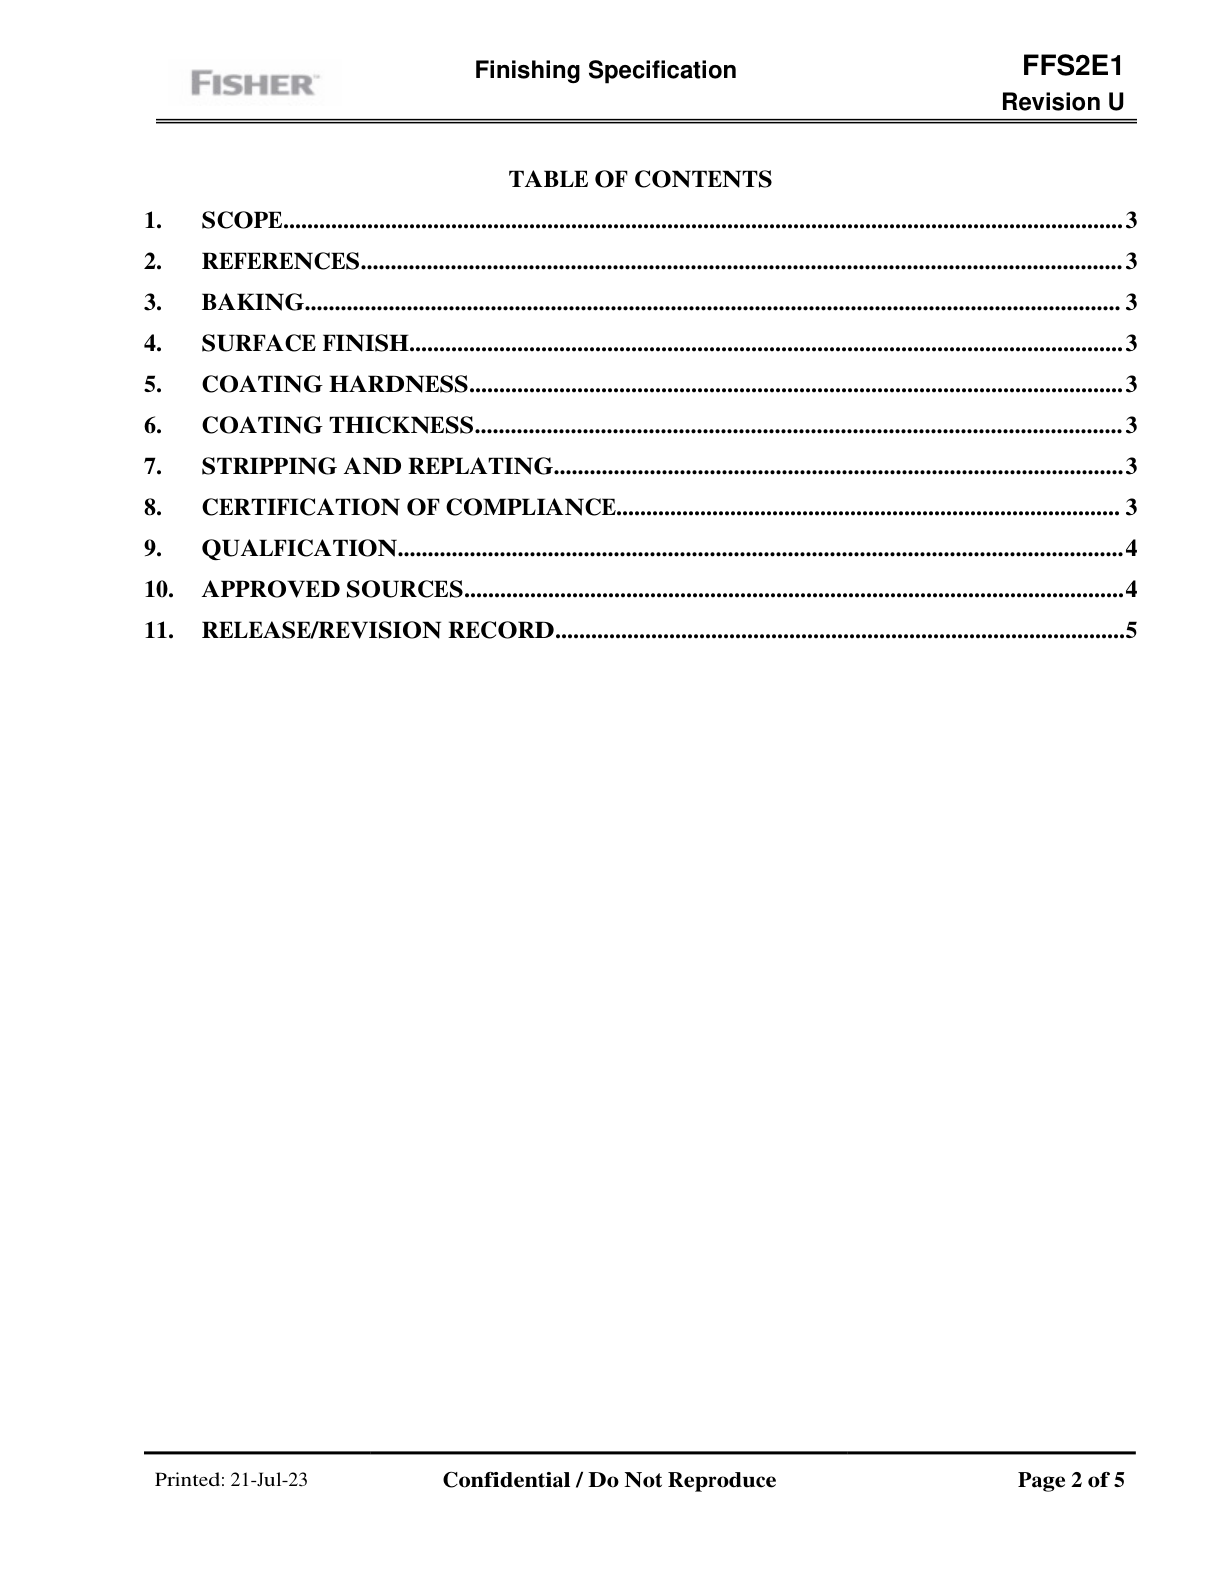 FISHER™
Finishing Specification
FFS2E1
Revision U
TABLE OF CONTENTS
1. SCOPE 3
2. REFERENCES 3
3. BAKING 3
4. SURFACE FINISH 3
5. COATING HARDNESS 3
6. COATING THICKNESS 3
7. STRIPPING AND REPLATING 3
8. CERTIFICATION OF COMPLIANCE 3
9. QUALFICATION 4
10. APPROVED SOURCES 4
11. RELEASE/REVISION RECORD 5
Printed: 21-Jul-23 Confidential / Do Not Reproduce Page 2 of 5